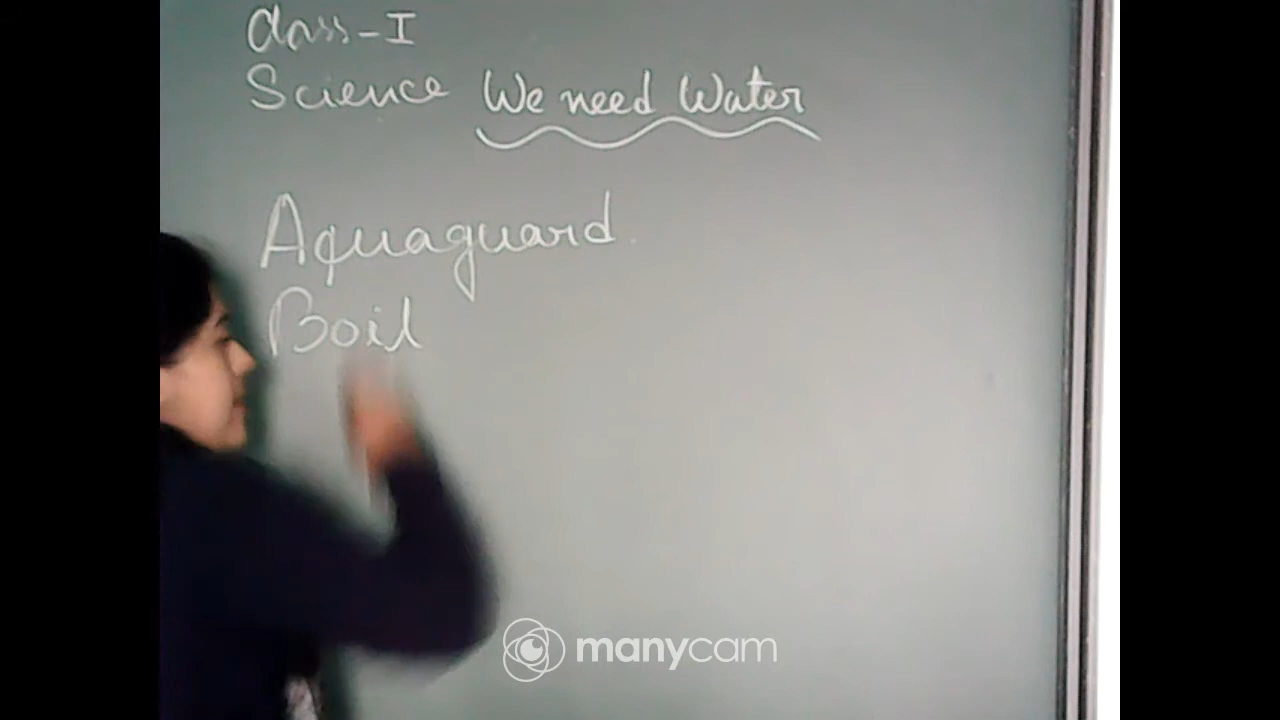 Class-I
Science We need Water
Aquaguard.
Boil
manycam